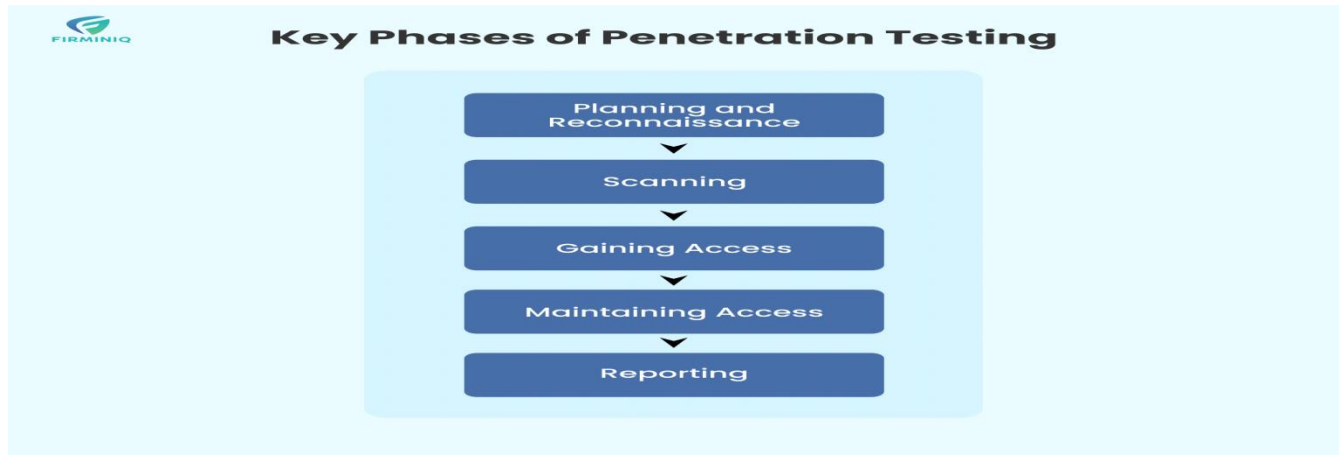 FIRMINIQ
Key Phases of Penetration Testing
Planning and
Reconnaissance
Scanning
Gaining Access
Maintaining Access
Reporting